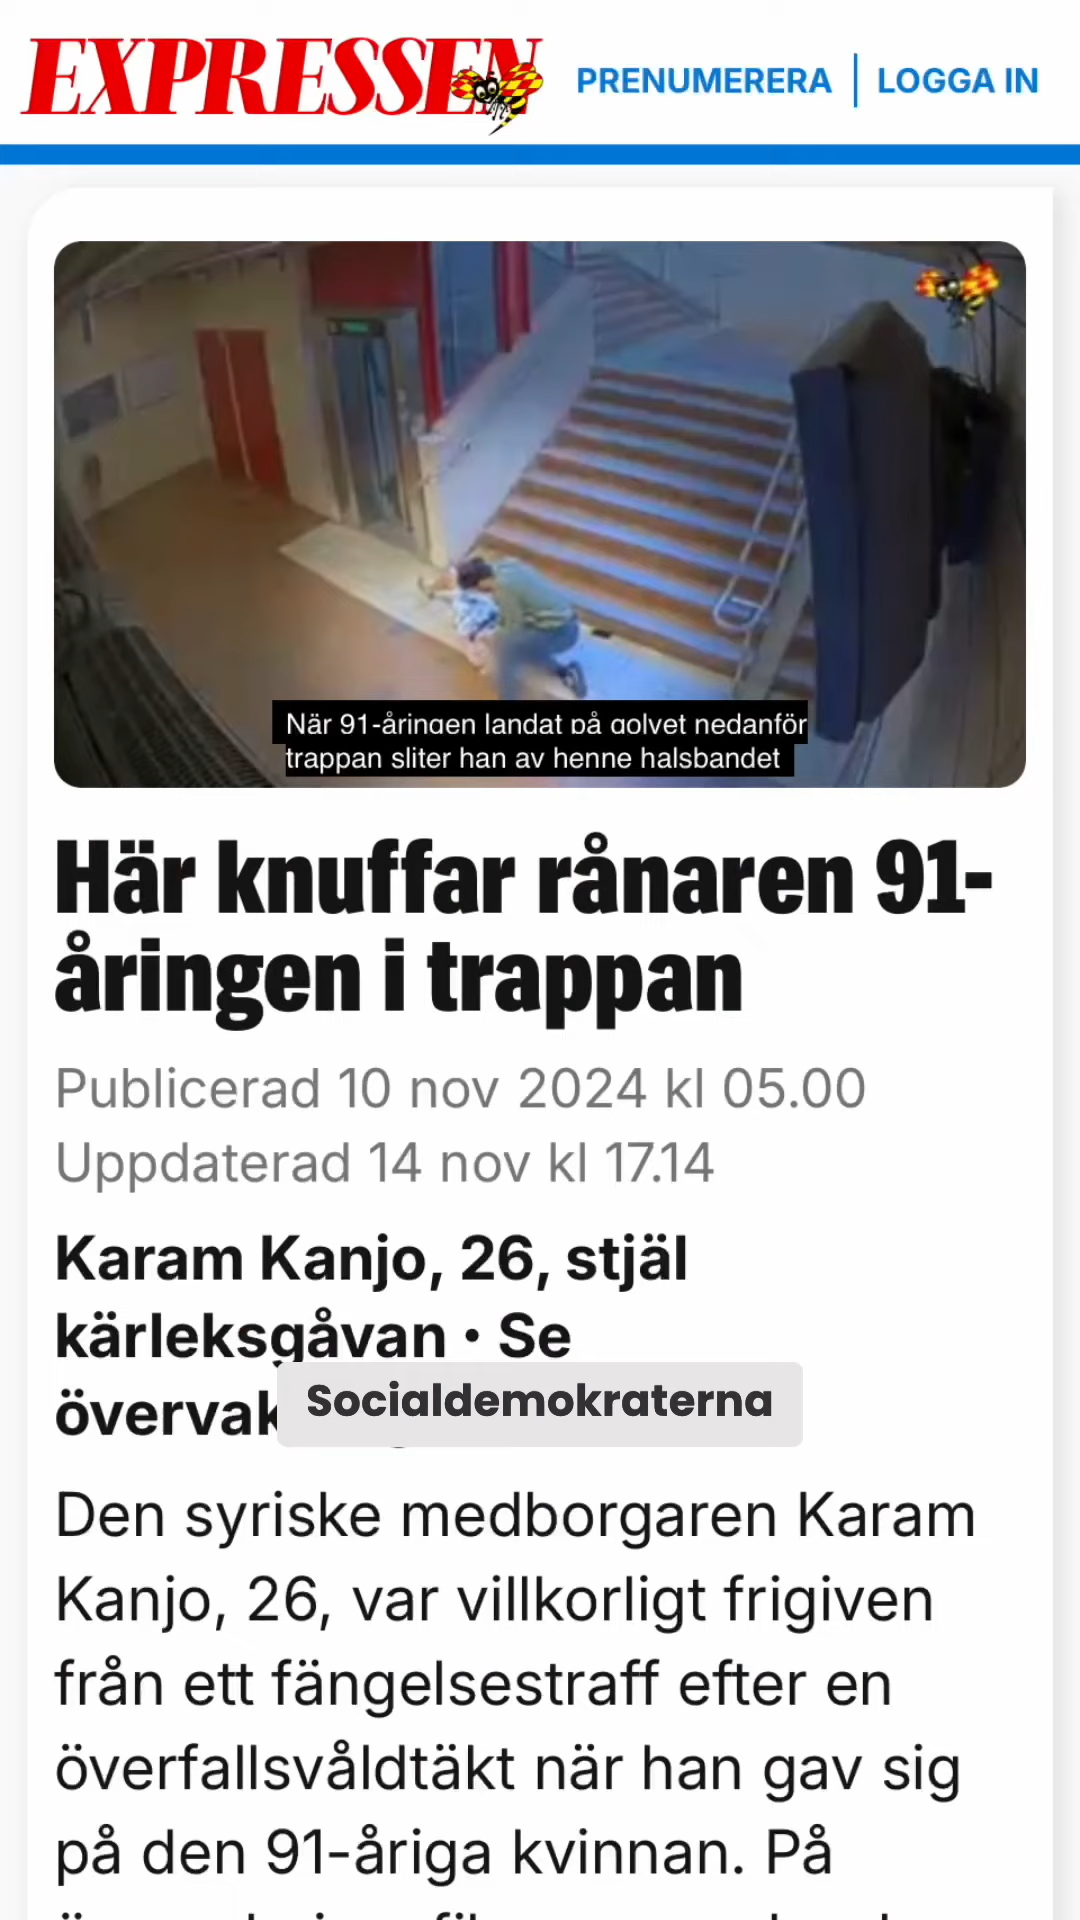 EXPRESSEN
PRENUMERERA
LOGGA IN
När 91-åringen landat på golvet nedanför
trappan sliter han av henne halsbandet
Här knuffar rånaren 91-
åringen i trappan
Publicerad 10 nov 2024 kl 05.00
Uppdaterad 14 nov kl 17.14
Karam Kanjo, 26, stjäl
kärleksgåvan • Se
övervak
Socialdemokraterna
Den syriske medborgaren Karam
Kanjo, 26, var villkorligt frigiven
från ett fängelsestraff efter en
överfallsvåldtäkt när han gav sig
på den 91-åriga kvinnan. På